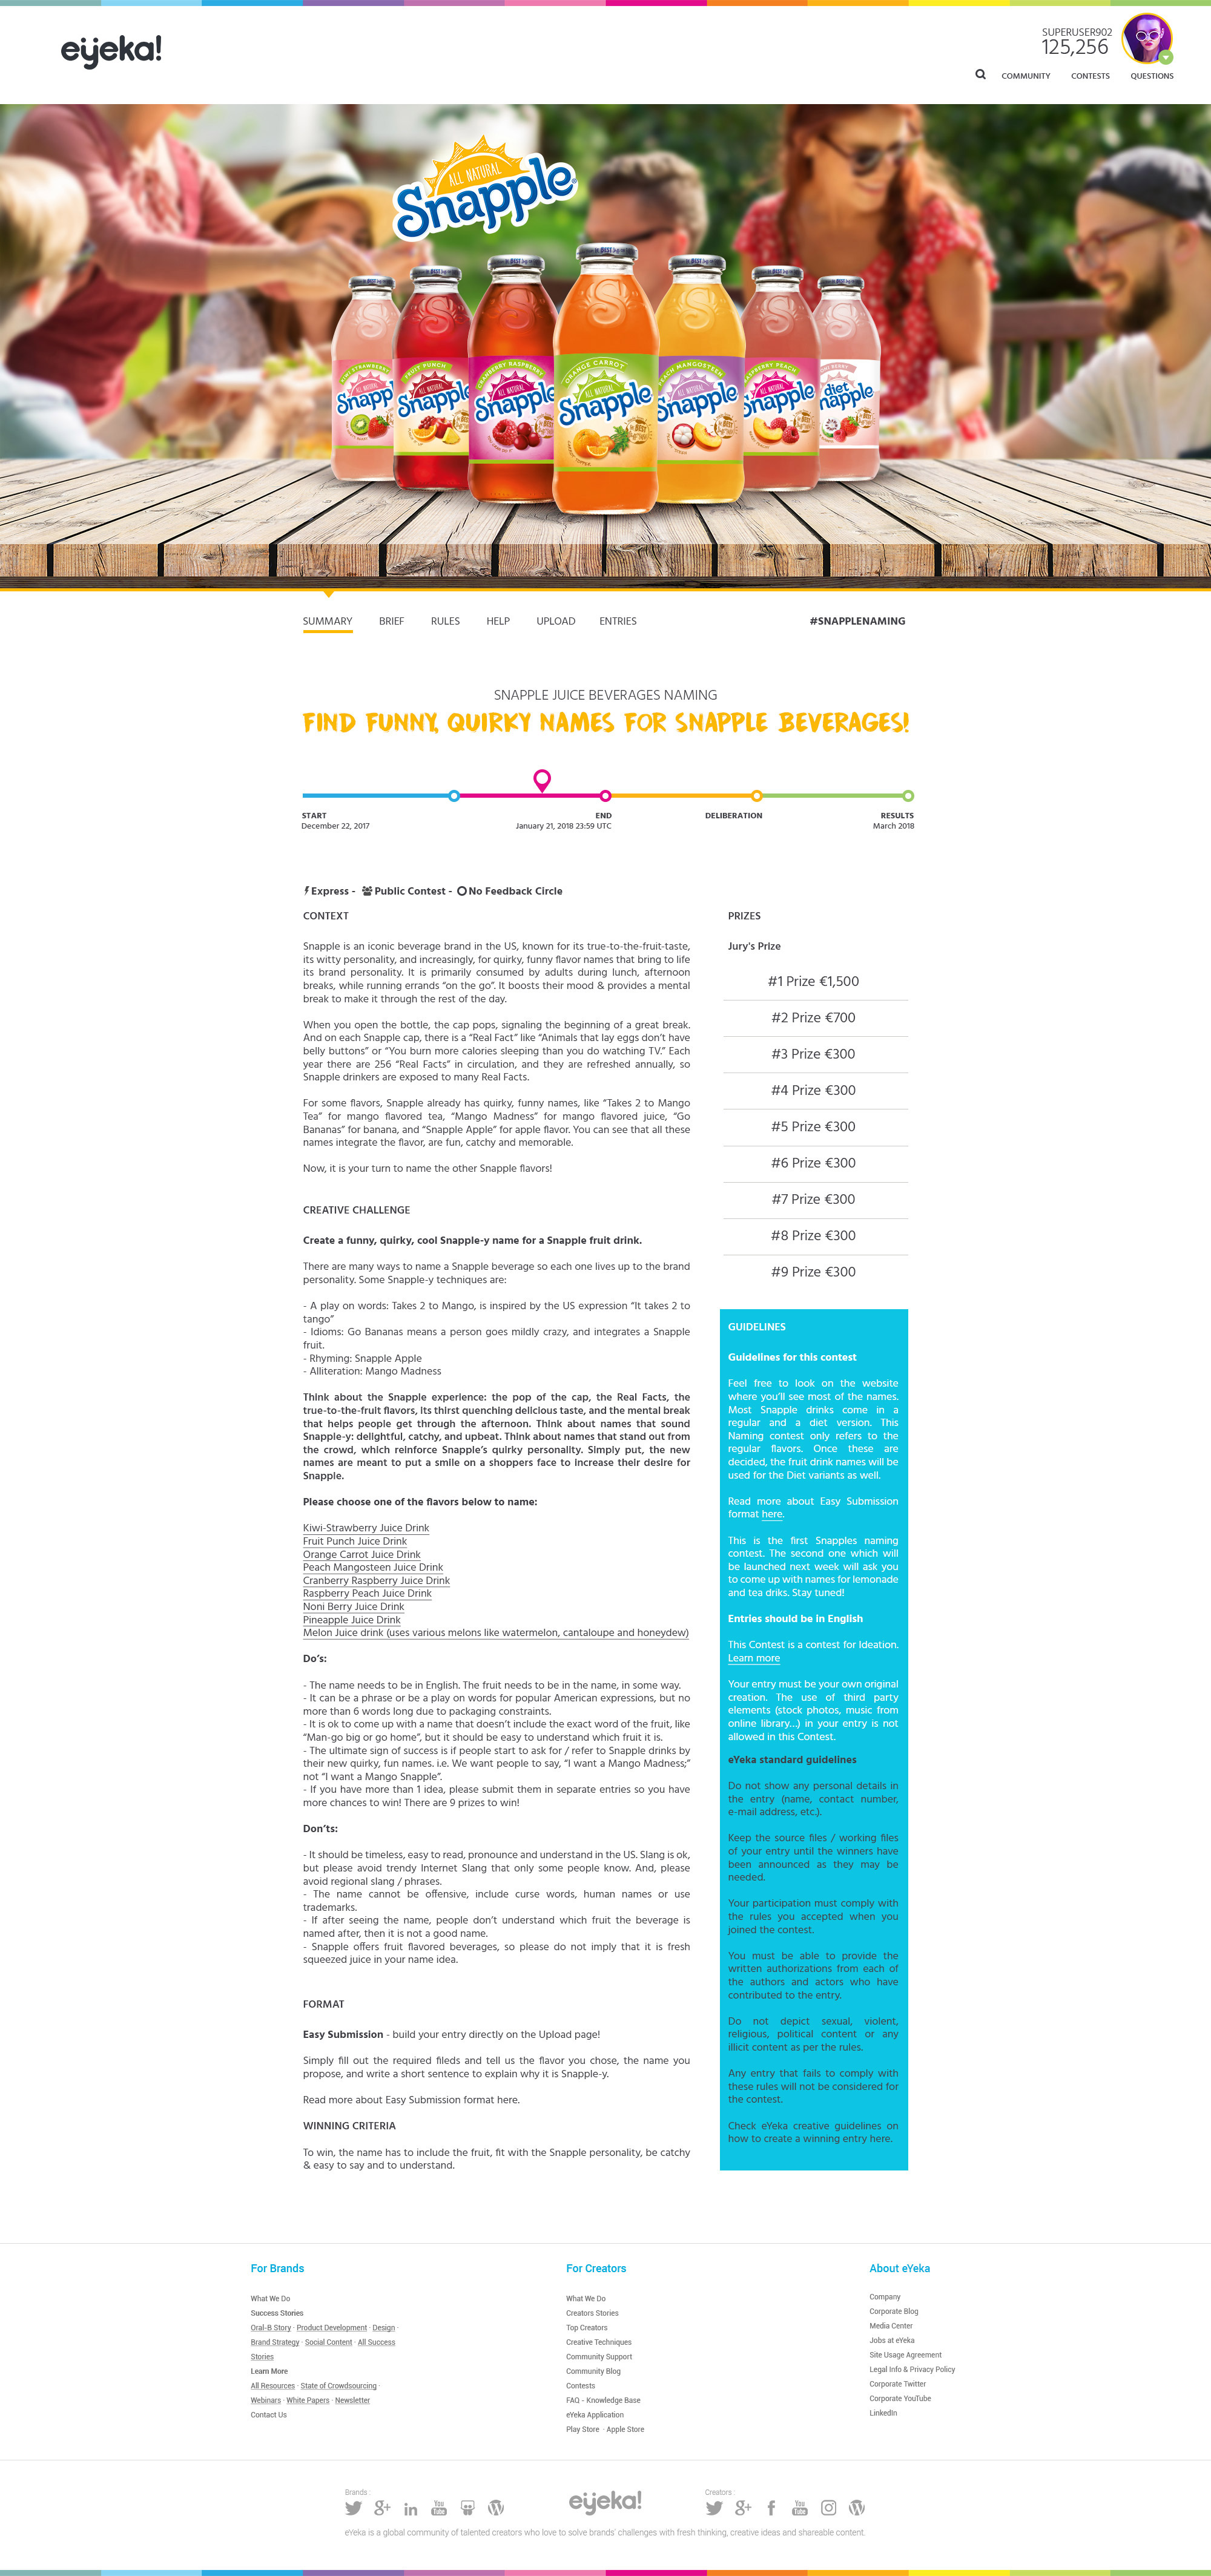 eyeka!
SUPERUSER902
125,256
COMMUNITY CONTESTS QUESTIONS
ALL NATURAL
Snapple
FRUIT PUNCH
CRANBERRY RASPBERRY
ORANGE CARROT
ALL NATURAL
Snapple
diet
SUMMARY BRIEF RULES HELP UPLOAD ENTRIES #SNAPPLENAMING
SNAPPLE JUICE BEVERAGES NAMING
FIND FUNNY, QUIRKY NAMES FOR SNAPPLE BEVERAGES!
START
December 22, 2017
END
January 21, 2018 23:59 UTC
DELIBERATION
RESULTS
March 2018
Express - Public Contest - No Feedback Circle
CONTEXT
Snapple is an iconic beverage brand in the US, known for its true-to-the-fruit-taste,
its witty personality, and increasingly, for quirky, funny flavor names that bring to life
its brand personality. It is primarily consumed by adults during lunch, afternoon
breaks, while running errands “on the go”. It boosts their mood & provides a mental
break to make it through the rest of the day.
When you open the bottle, the cap pops, signaling the beginning of a great break.
And on each Snapple cap, there is a “Real Fact” like “Animals that lay eggs don’t have
belly buttons” or “You burn more calories sleeping than you do watching TV.” Each
year there are 256 “Real Facts” in circulation, and they are refreshed annually, so
Snapple drinkers are exposed to many Real Facts.
For some flavors, Snapple already has quirky, funny names, like “Takes 2 to Mango
Tea” for mango flavored tea, “Mango Madness” for mango flavored juice, “Go
Bananas” for banana, and “Snapple Apple” for apple flavor. You can see that all these
names integrate the flavor, are fun, catchy and memorable.
Now, it is your turn to name the other Snapple flavors!
CREATIVE CHALLENGE
Create a funny, quirky, cool Snapple-y name for a Snapple fruit drink.
There are many ways to name a Snapple beverage so each one lives up to the brand
personality. Some Snapple-y techniques are:
- A play on words: Takes 2 to Mango, is inspired by the US expression “It takes 2 to
tango”
- Idioms: Go Bananas means a person goes mildly crazy, and integrates a Snapple
fruit.
- Rhyming: Snapple Apple
- Alliteration: Mango Madness
Think about the Snapple experience: the pop of the cap, the Real Facts, the
true-to-the-fruit flavors, its thirst quenching delicious taste, and the mental break
that helps people get through the afternoon. Think about names that sound
Snapple-y: delightful, catchy, and upbeat. Think about names that stand out from
the crowd, which reinforce Snapple’s quirky personality. Simply put, the new
names are meant to put a smile on a shoppers face to increase their desire for
Snapple.
Please choose one of the flavors below to name:
Kiwi-Strawberry Juice Drink
Fruit Punch Juice Drink
Orange Carrot Juice Drink
Peach Mangosteen Juice Drink
Cranberry Raspberry Juice Drink
Raspberry Peach Juice Drink
Noni Berry Juice Drink
Pineapple Juice Drink
Melon Juice drink (uses various melons like watermelon, cantaloupe and honeydew)
Do’s:
- The name needs to be in English. The fruit needs to be in the name, in some way.
- It can be a phrase or be a play on words for popular American expressions, but no
more than 6 words long due to packaging constraints.
- It is ok to come up with a name that doesn’t include the exact word of the fruit, like
“Man-go big or go home”, but it should be easy to understand which fruit it is.
- The ultimate sign of success is if people start to ask for / refer to Snapple drinks by
their new quirky, fun names. i.e. We want people to say, “I want a Mango Madness;”
not “I want a Mango Snapple”.
- If you have more than 1 idea, please submit them in separate entries so you have
more chances to win! There are 9 prizes to win!
Don’ts:
- It should be timeless, easy to read, pronounce and understand in the US. Slang is ok,
but please avoid trendy Internet Slang that only some people know. And, please
avoid regional slang / phrases.
- The name cannot be offensive, include curse words, human names or use
trademarks.
- If after seeing the name, people don’t understand which fruit the beverage is
named after, then it is not a good name.
- Snapple offers fruit flavored beverages, so please do not imply that it is fresh
squeezed juice in your name idea.
FORMAT
Easy Submission - build your entry directly on the Upload page!
Simply fill out the required fileds and tell us the flavor you chose, the name you
propose, and write a short sentence to explain why it is Snapple-y.
Read more about Easy Submission format here.
WINNING CRITERIA
To win, the name has to include the fruit, fit with the Snapple personality, be catchy
& easy to say and to understand.
PRIZES
Jury's Prize
#1 Prize €1,500
#2 Prize €700
#3 Prize €300
#4 Prize €300
#5 Prize €300
#6 Prize €300
#7 Prize €300
#8 Prize €300
#9 Prize €300
GUIDELINES
Guidelines for this contest
Feel free to look on the website
where you’ll see most of the names.
Most Snapple drinks come in a
regular and a diet version. This
Naming contest only refers to the
regular flavors. Once these are
decided, the fruit drink names will be
used for the Diet variants as well.
Read more about Easy Submission
format here.
This is the first Snapples naming
contest. The second one which will
be launched next week will ask you
to come up with names for lemonade
and tea driks. Stay tuned!
Entries should be in English
This Contest is a contest for Ideation.
Learn more
Your entry must be your own original
creation. The use of third party
elements (stock photos, music from
online library...) in your entry is not
allowed in this Contest.
eYeka standard guidelines
Do not show any personal details in
the entry (name, contact number,
e-mail address, etc.).
Keep the source files / working files
of your entry until the winners have
been announced as they may be
needed.
Your participation must comply with
the rules you accepted when you
joined the contest.
You must be able to provide the
written authorizations from each of
the authors and actors who have
contributed to the entry.
Do not depict sexual, violent,
religious, political content or any
illicit content as per the rules.
Any entry that fails to comply with
these rules will not be considered for
the contest.
Check eYeka creative guidelines on
how to create a winning entry here.
For Brands
What We Do
Success Stories
Oral-B Story · Product Development · Design ·
Brand Strategy · Social Content · All Success
Stories
Learn More
All Resources · State of Crowdsourcing ·
Webinars · White Papers · Newsletter
Contact Us
For Creators
What We Do
Creators Stories
Top Creators
Creative Techniques
Community Support
Community Blog
Contests
FAQ - Knowledge Base
eYeka Application
Play Store · Apple Store
About eYeka
Company
Corporate Blog
Media Center
Jobs at eYeka
Site Usage Agreement
Legal Info & Privacy Policy
Corporate Twitter
Corporate YouTube
LinkedIn
Brands :
eyeka!
Creators :
eYeka is a global community of talented creators who love to solve brands' challenges with fresh thinking, creative ideas and shareable content.